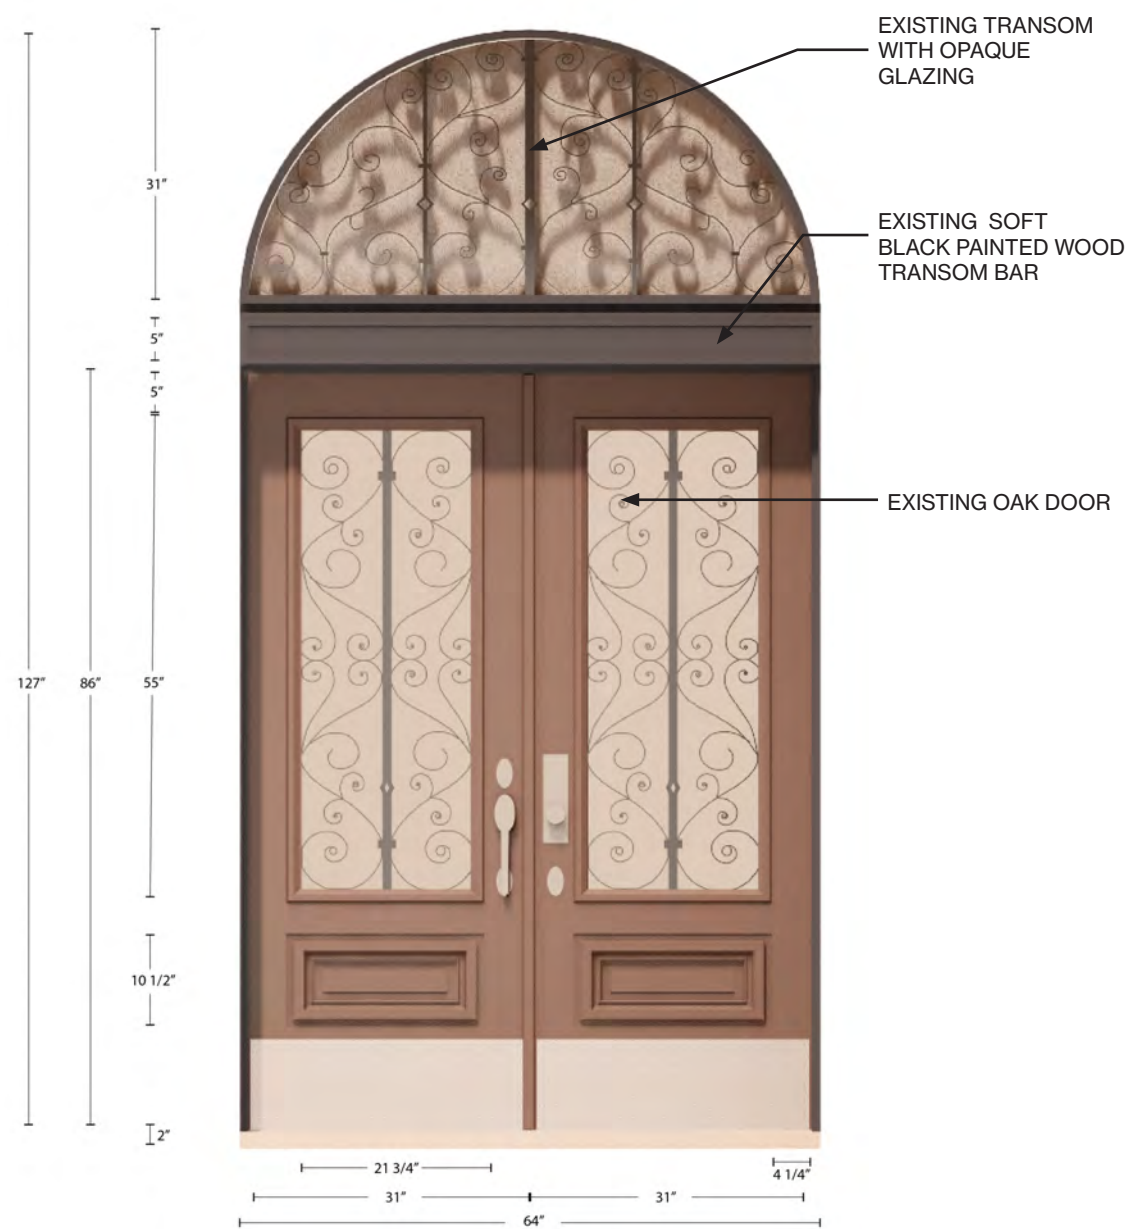 EXISTING TRANSOM
WITH OPAQUE
GLAZING
31"
EXISTING SOFT
BLACK PAINTED WOOD
TRANSOM BAR
5"
5"
EXISTING OAK DOOR
127"
86"
55"
10 1/2"
2"
21 3/4"
4 1/4"
31"
31"
64"